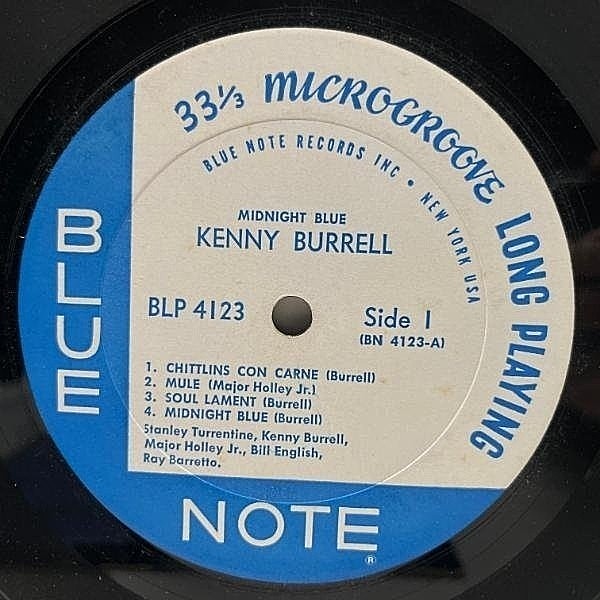 33⅓ MICROGROOVE LONG PLAYING
BLUE NOTE RECORDS INC • NEW YORK USA
MIDNIGHT BLUE
KENNY BURRELL
BLP 4123
Side 1
(BN 4123-A)
1. CHITTLINS CON CARNE (Burrell)
2. MULE (Major Holley Jr.)
3. SOUL LAMENT (Burrell)
4. MIDNIGHT BLUE (Burrell)
Stanley Turrentine, Kenny Burrell,
Major Holley Jr., Bill English,
Ray Barretto.
BLUE
NOTE®